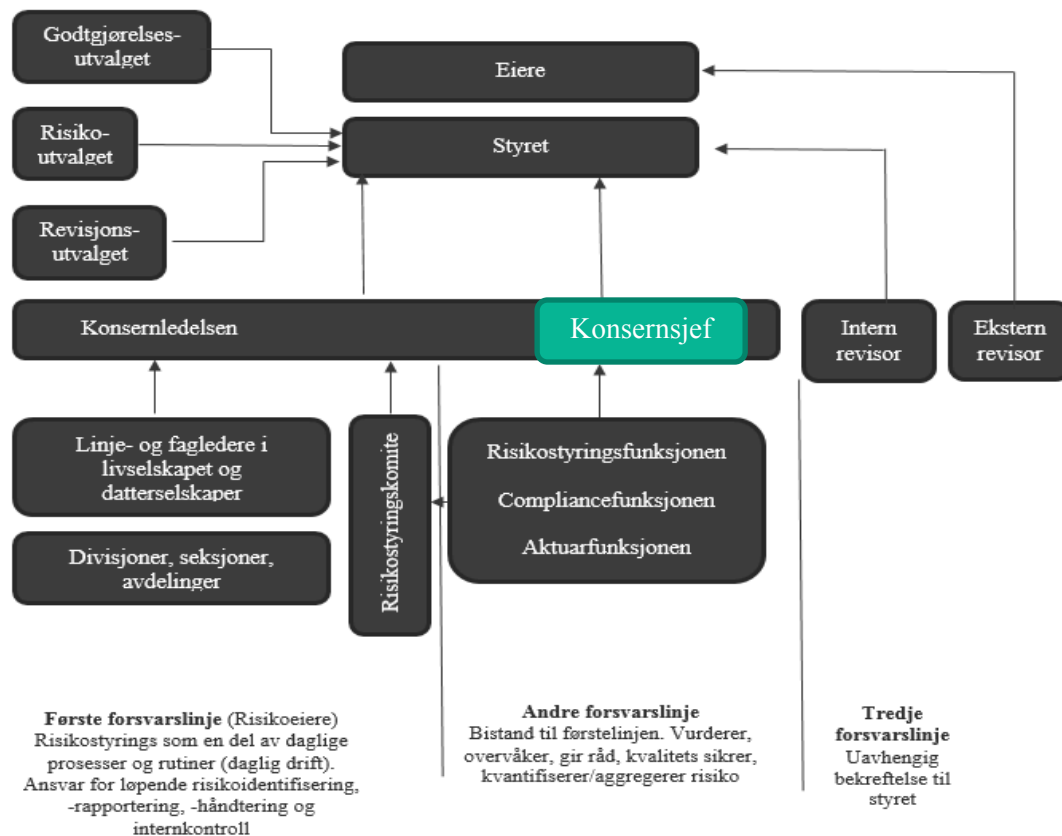 Godtgjørelses-
utvalget
Eiere
Risiko-
utvalget
Styret
Revisjons-
utvalget
Konsernledelsen
Konsernsjef
Intern
revisor
Ekstern
revisor
Linje- og fagledere i
livselskapet og
datterselskaper
Divisjoner, seksjoner,
avdelinger
Risikostyringskomite
Risikostyringsfunksjonen
Compliancefunksjonen
Aktuarfunksjonen
Første forsvarslinje (Risikoeiere)
Risikostyrings som en del av daglige
prosesser og rutiner (daglig drift).
Ansvar for løpende risikoidentifisering,
-rapportering, -håndtering og
internkontroll
Andre forsvarslinje
Bistand til førstelinjen. Vurderer,
overvåker, gir råd, kvalitets sikrer,
kvantifiserer/aggregerer risiko
Tredje
forsvarslinje
Uavhengig
bekreftelse til
styret